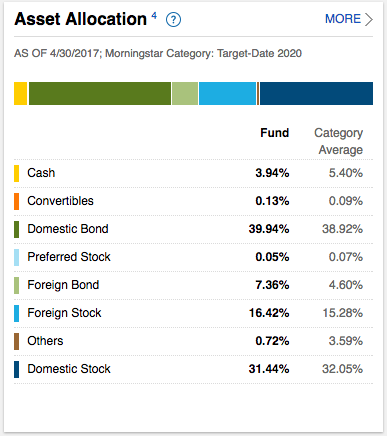 Asset Allocation 4 ? MORE >
AS OF 4/30/2017; Morningstar Category: Target-Date 2020
Fund Category
Average
Cash 3.94% 5.40%
Convertibles 0.13% 0.09%
Domestic Bond 39.94% 38.92%
Preferred Stock 0.05% 0.07%
Foreign Bond 7.36% 4.60%
Foreign Stock 16.42% 15.28%
Others 0.72% 3.59%
Domestic Stock 31.44% 32.05%